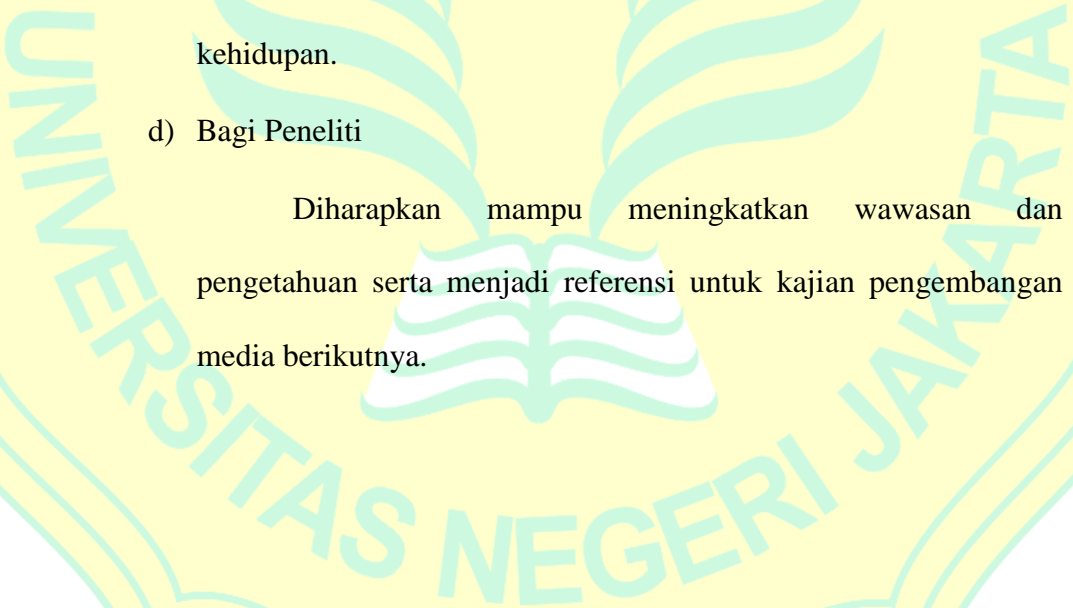 kehidupan.
d) Bagi Peneliti
Diharapkan mampu meningkatkan wawasan dan
pengetahuan serta menjadi referensi untuk kajian pengembangan
media berikutnya.
UNIVERSITAS NEGERI JAKARTA